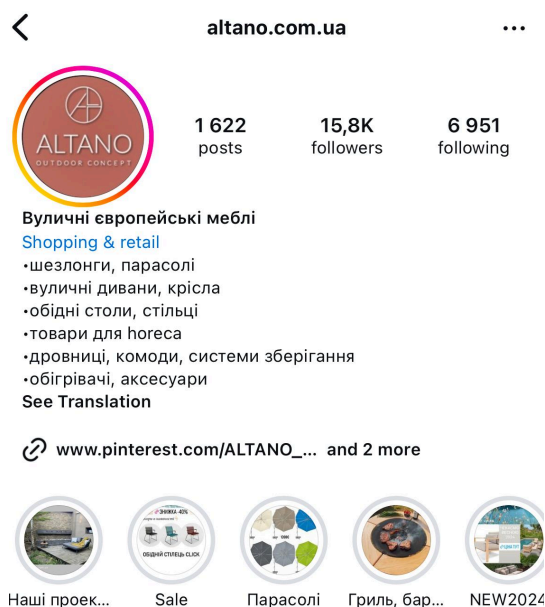 altano.com.ua
ALTANO
OUTDOOR CONCEPT
1 622
posts
15,8K
followers
6 951
following
Вуличні європейські меблі
Shopping & retail
•шезлонги, парасолі
•вуличні дивани, крісла
•обідні столи, стільці
•товари для horeca
•дровниці, комоди, системи зберігання
•обігрівачі, аксесуари
See Translation
www.pinterest.com/ALTANO_... and 2 more
ЗНИЖКА -40%
ОБІДНІЙ СТІЛЕЦЬ CLICK
Наші проек...
Sale
Парасолі
Гриль, бар...
NEW2024